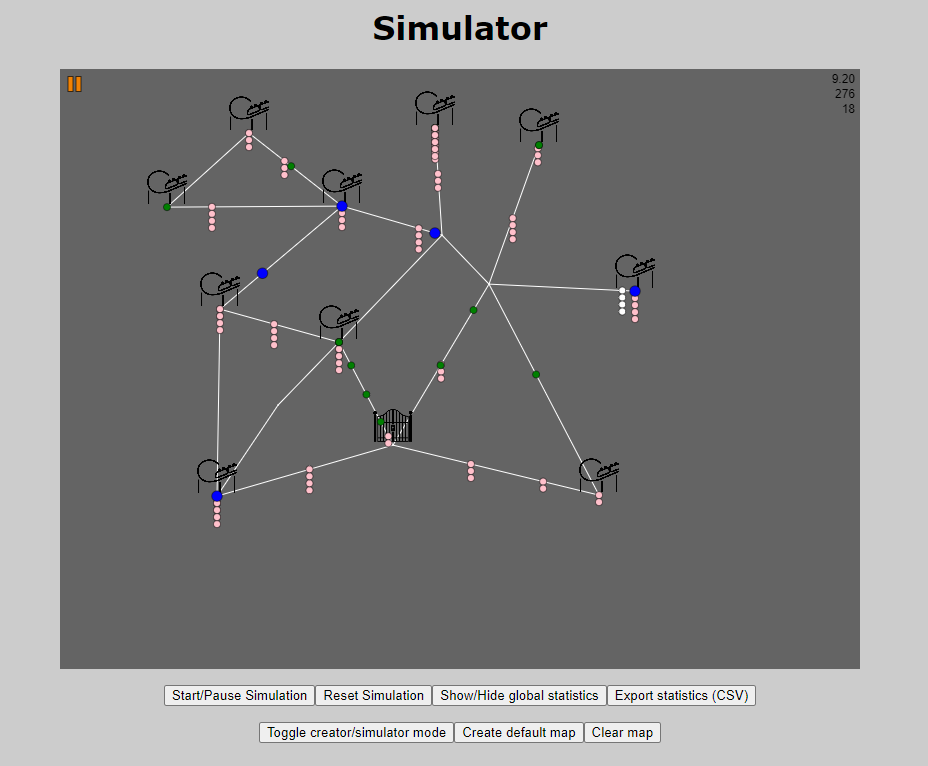 Simulator
9.20
276
18
Start/Pause Simulation Reset Simulation Show/Hide global statistics Export statistics (CSV)
Toggle creator/simulator mode Create default map Clear map